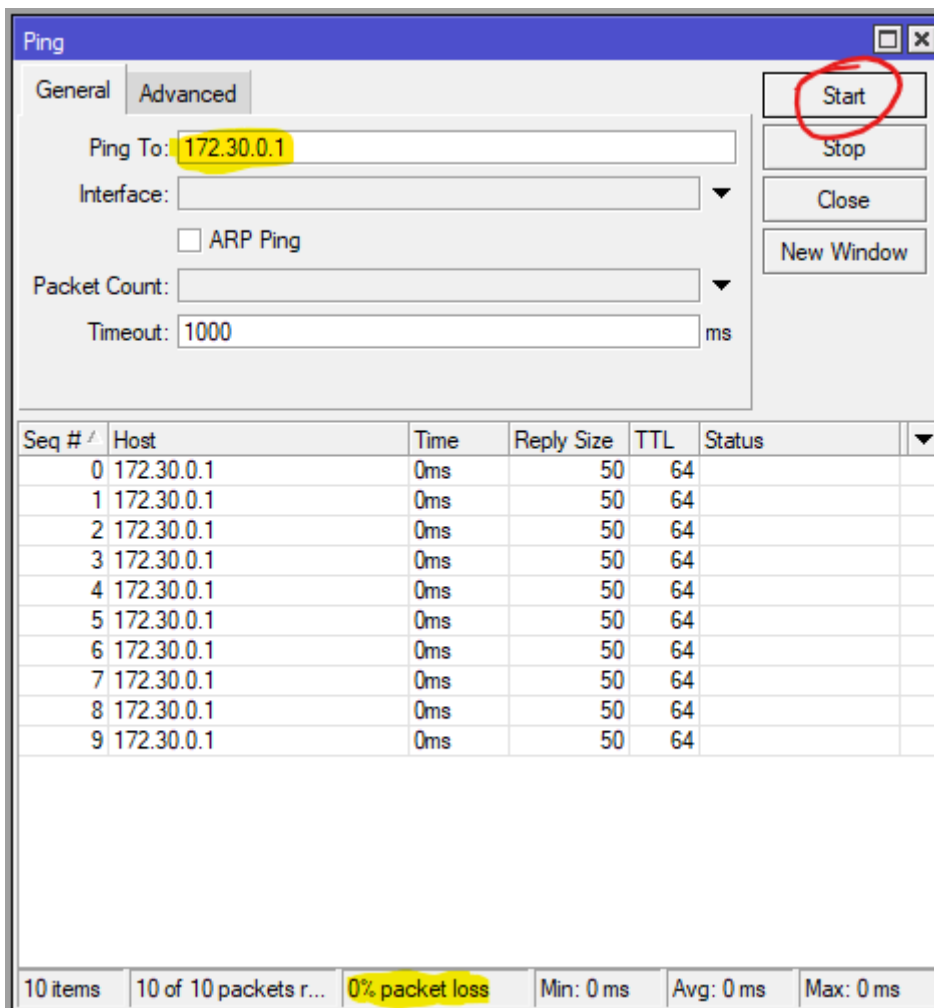 Ping
General Advanced
Start
Ping To: 172.30.0.1
Stop
Interface:
Close
ARP Ping
New Window
Packet Count:
Timeout: 1000 ms
Seq # Host Time Reply Size TTL Status
0 172.30.0.1 0ms 50 64
1 172.30.0.1 0ms 50 64
2 172.30.0.1 0ms 50 64
3 172.30.0.1 0ms 50 64
4 172.30.0.1 0ms 50 64
5 172.30.0.1 0ms 50 64
6 172.30.0.1 0ms 50 64
7 172.30.0.1 0ms 50 64
8 172.30.0.1 0ms 50 64
9 172.30.0.1 0ms 50 64
10 items 10 of 10 packets r... 0% packet loss Min: 0 ms Avg: 0 ms Max: 0 ms